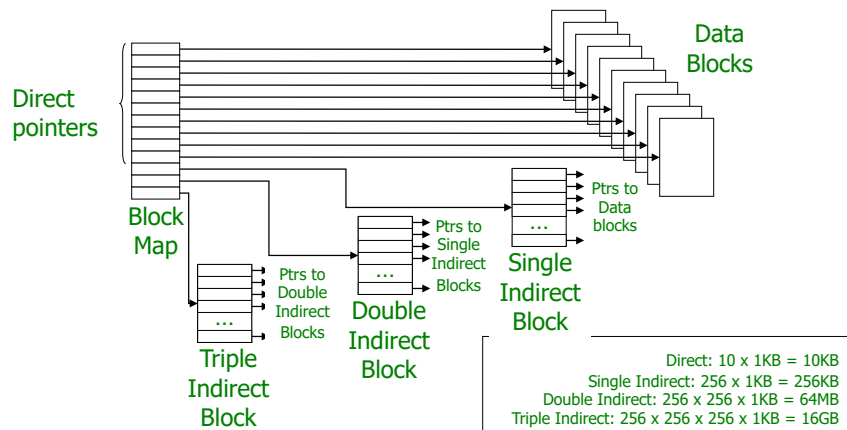 Data
Blocks
Direct
pointers
Block
Map
Ptrs to
Data
blocks
...
Single
Indirect
Block
Ptrs to
Single
Indirect
Blocks
...
Double
Indirect
Block
Ptrs to
Double
Indirect
Blocks
...
Triple
Indirect
Block
Direct: 10 x 1KB = 10KB
Single Indirect: 256 x 1KB = 256KB
Double Indirect: 256 x 256 x 1KB = 64MB
Triple Indirect: 256 x 256 x 256 x 1KB = 16GB